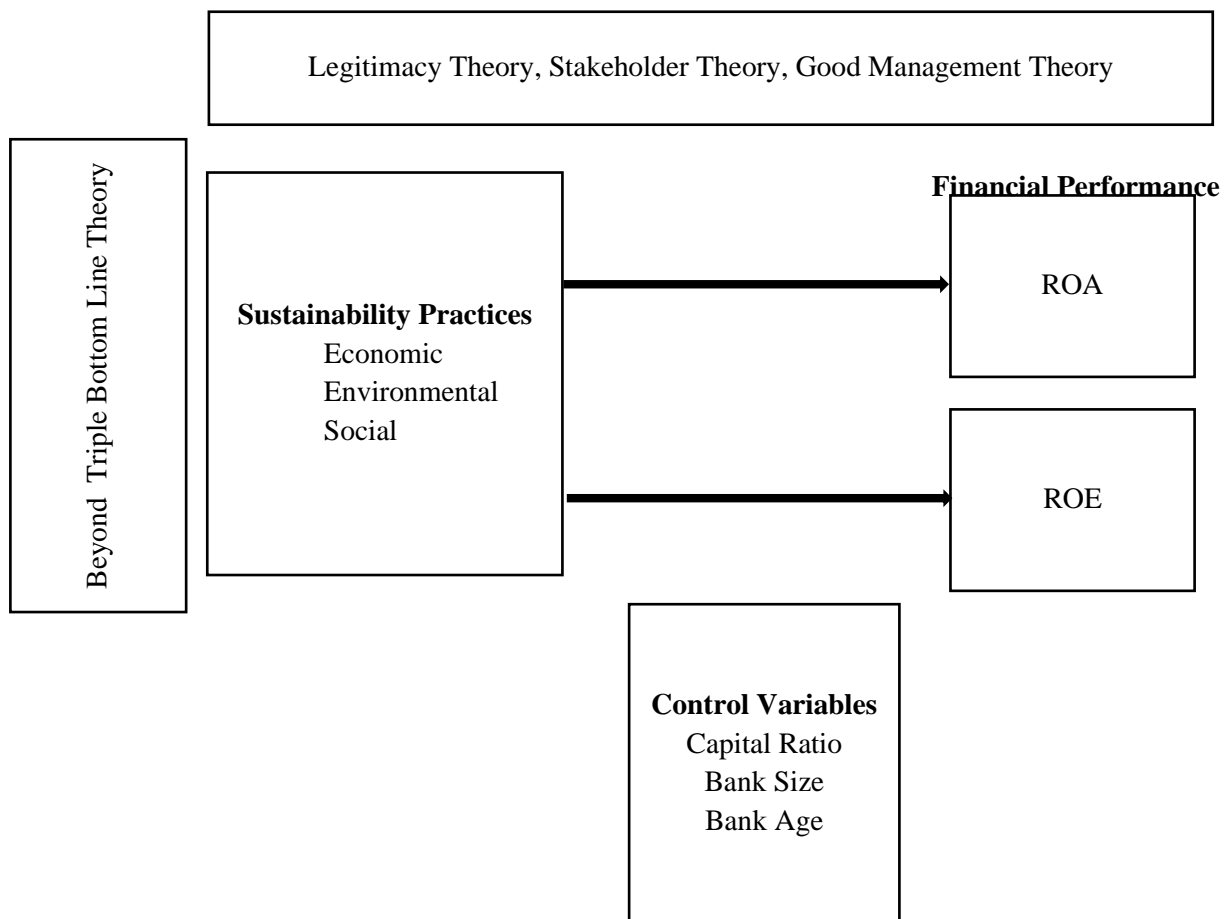 Legitimacy Theory, Stakeholder Theory, Good Management Theory
Beyond Triple Bottom Line Theory
Sustainability Practices
Economic
Environmental
Social
Financial Performance
ROA
ROE
Control Variables
Capital Ratio
Bank Size
Bank Age